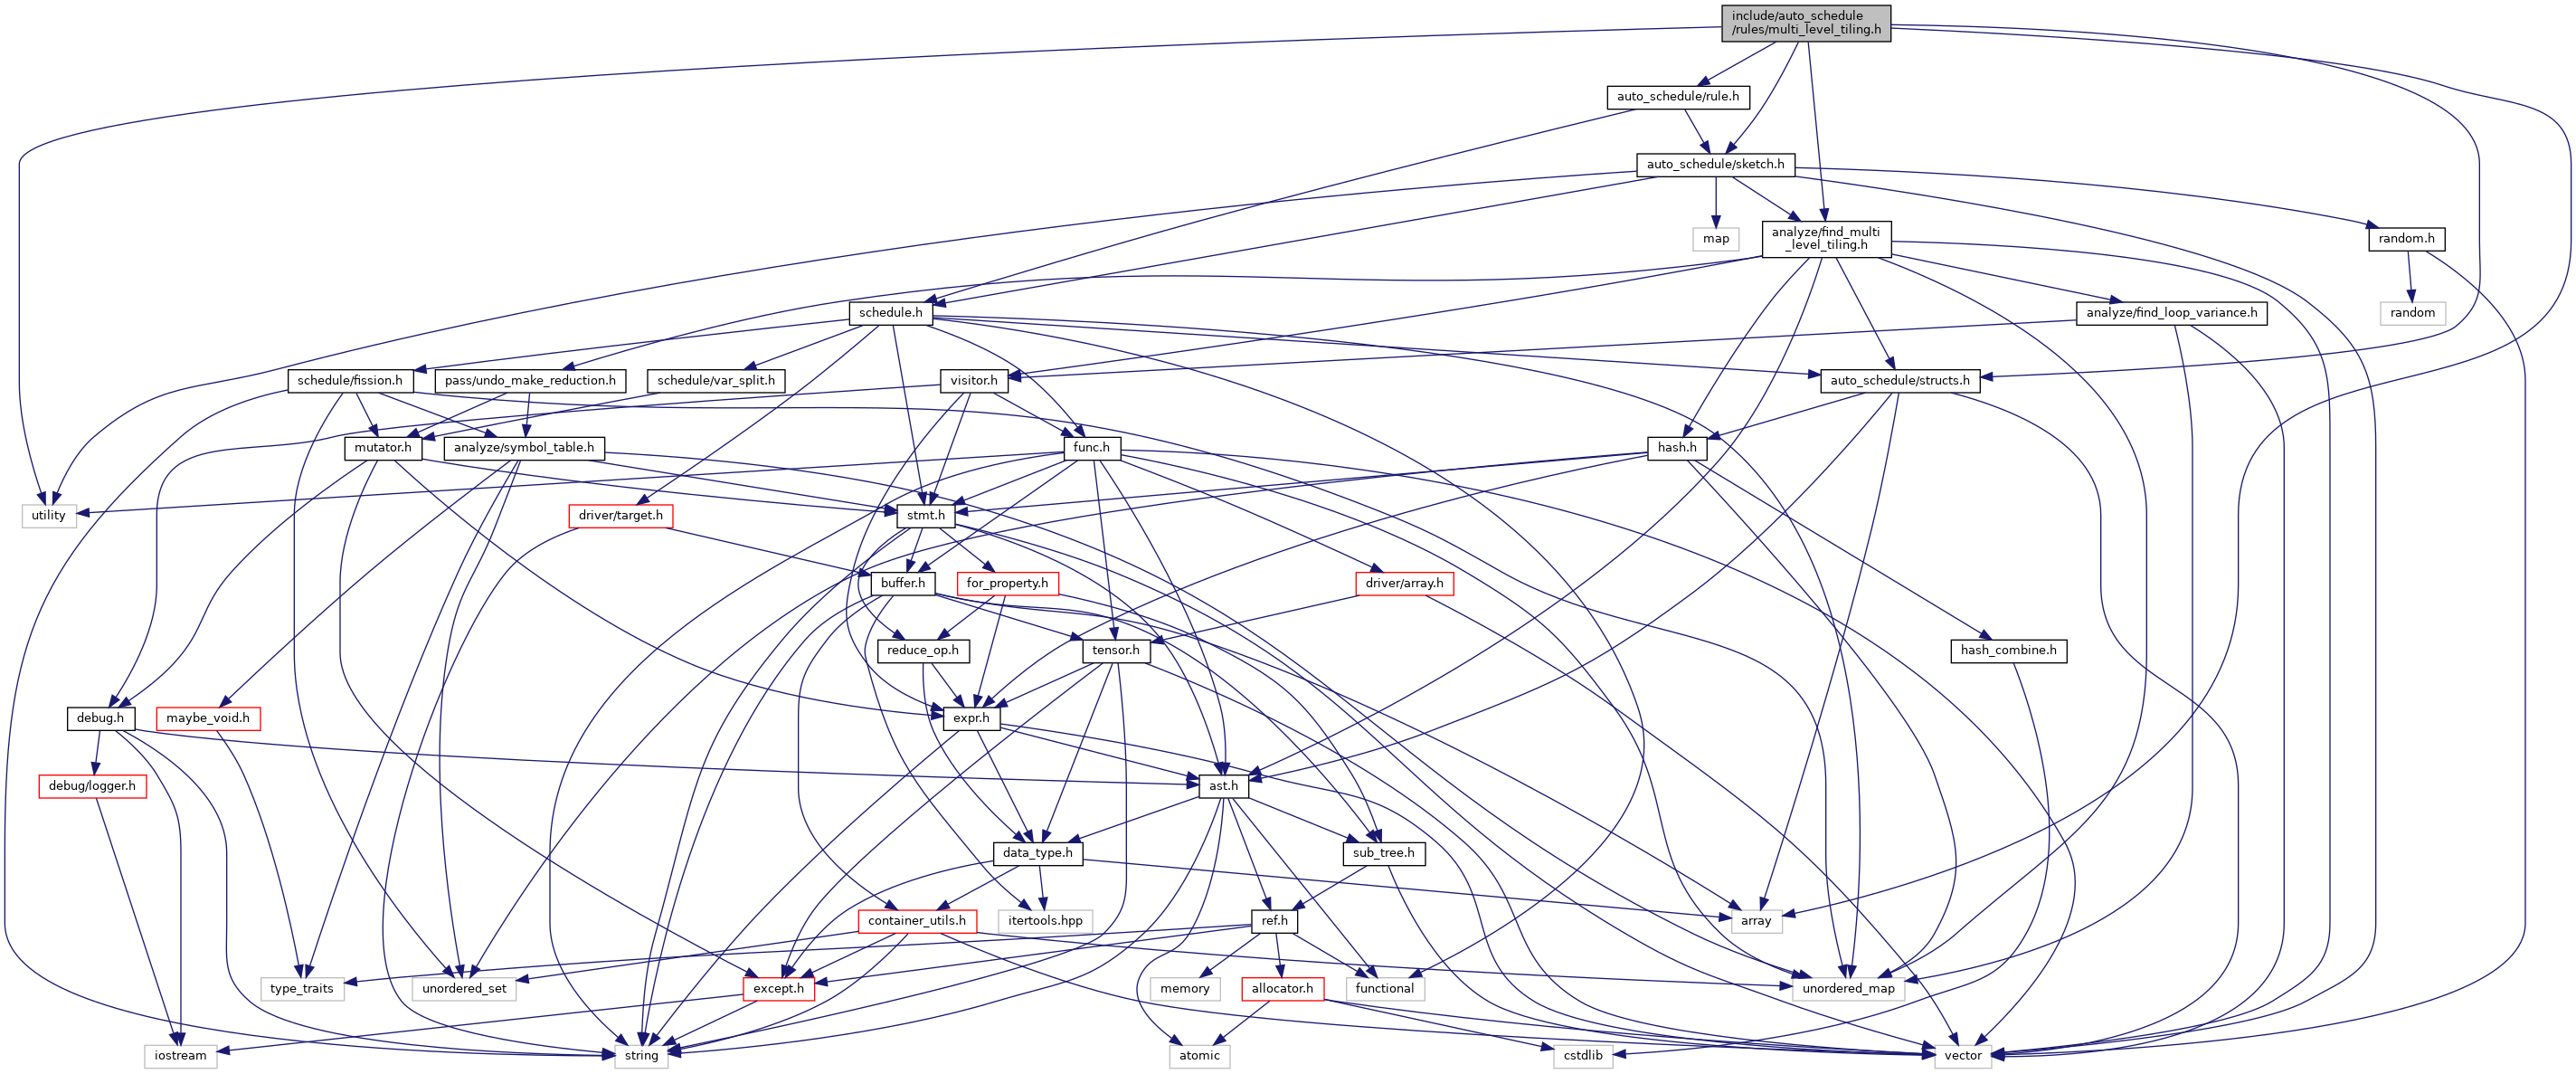 include/auto_schedule
/rules/multi_level_tiling.h
auto_schedule/rule.h
auto_schedule/sketch.h
map
analyze/find_multi
_level_tiling.h
random.h
schedule.h
analyze/find_loop_variance.h
random
schedule/fission.h
pass/undo_make_reduction.h
schedule/var_split.h
visitor.h
auto_schedule/structs.h
mutator.h
analyze/symbol_table.h
func.h
hash.h
utility
driver/target.h
stmt.h
buffer.h
for_property.h
driver/array.h
reduce_op.h
tensor.h
hash_combine.h
debug.h
maybe_void.h
expr.h
debug/logger.h
ast.h
data_type.h
sub_tree.h
container_utils.h
itertools.hpp
ref.h
array
type_traits
unordered_set
except.h
memory
allocator.h
functional
unordered_map
iostream
string
atomic
cstdlib
vector